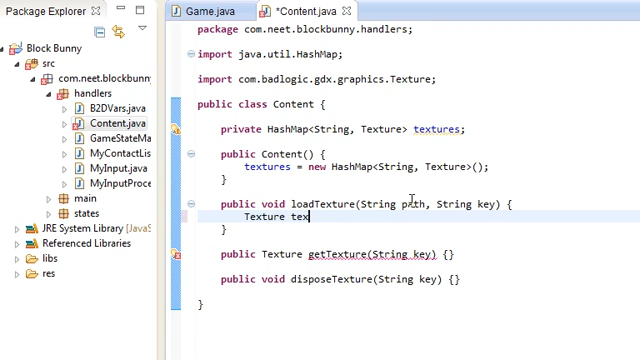 Package Explorer
Block Bunny
src
com.neet.blockbunny
handlers
B2DVars.java
Content.java
GameStateMa
MyContactLis
MyInput.java
MyInputProce
main
states
JRE System Library [JavaS
Referenced Libraries
libs
res
Game.java
*Content.java
package com.neet.blockbunny.handlers;
import java.util.HashMap;
import com.badlogic.gdx.graphics.Texture;
public class Content {
private HashMap<String, Texture> textures;
public Content() {
textures = new HashMap<String, Texture>();
}
public void loadTexture(String path, String key) {
Texture tex
}
public Texture getTexture(String key) {}
public void disposeTexture(String key) {}
}